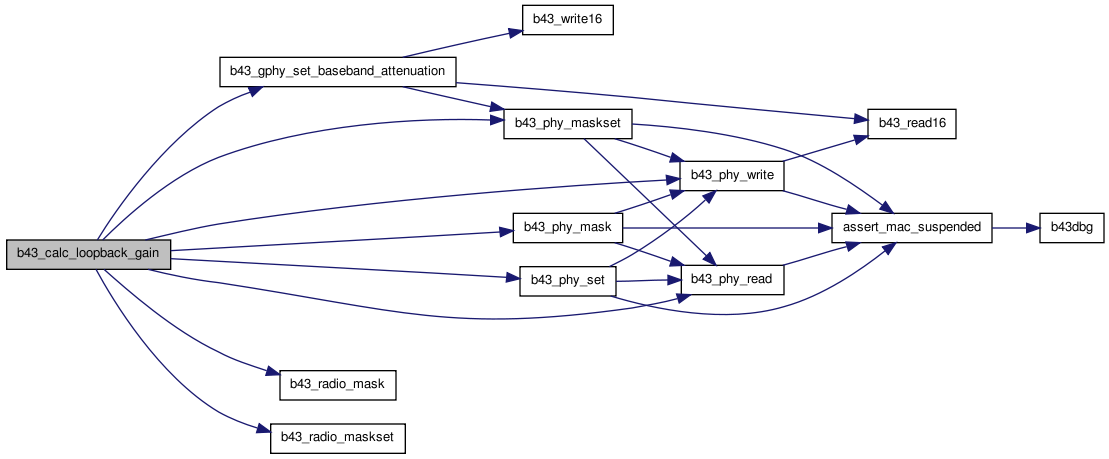 b43_write16
b43_gphy_set_baseband_attenuation
b43_phy_maskset
b43_read16
b43_phy_write
b43_phy_mask
assert_mac_suspended
b43dbg
b43_calc_loopback_gain
b43_phy_set
b43_phy_read
b43_radio_mask
b43_radio_maskset